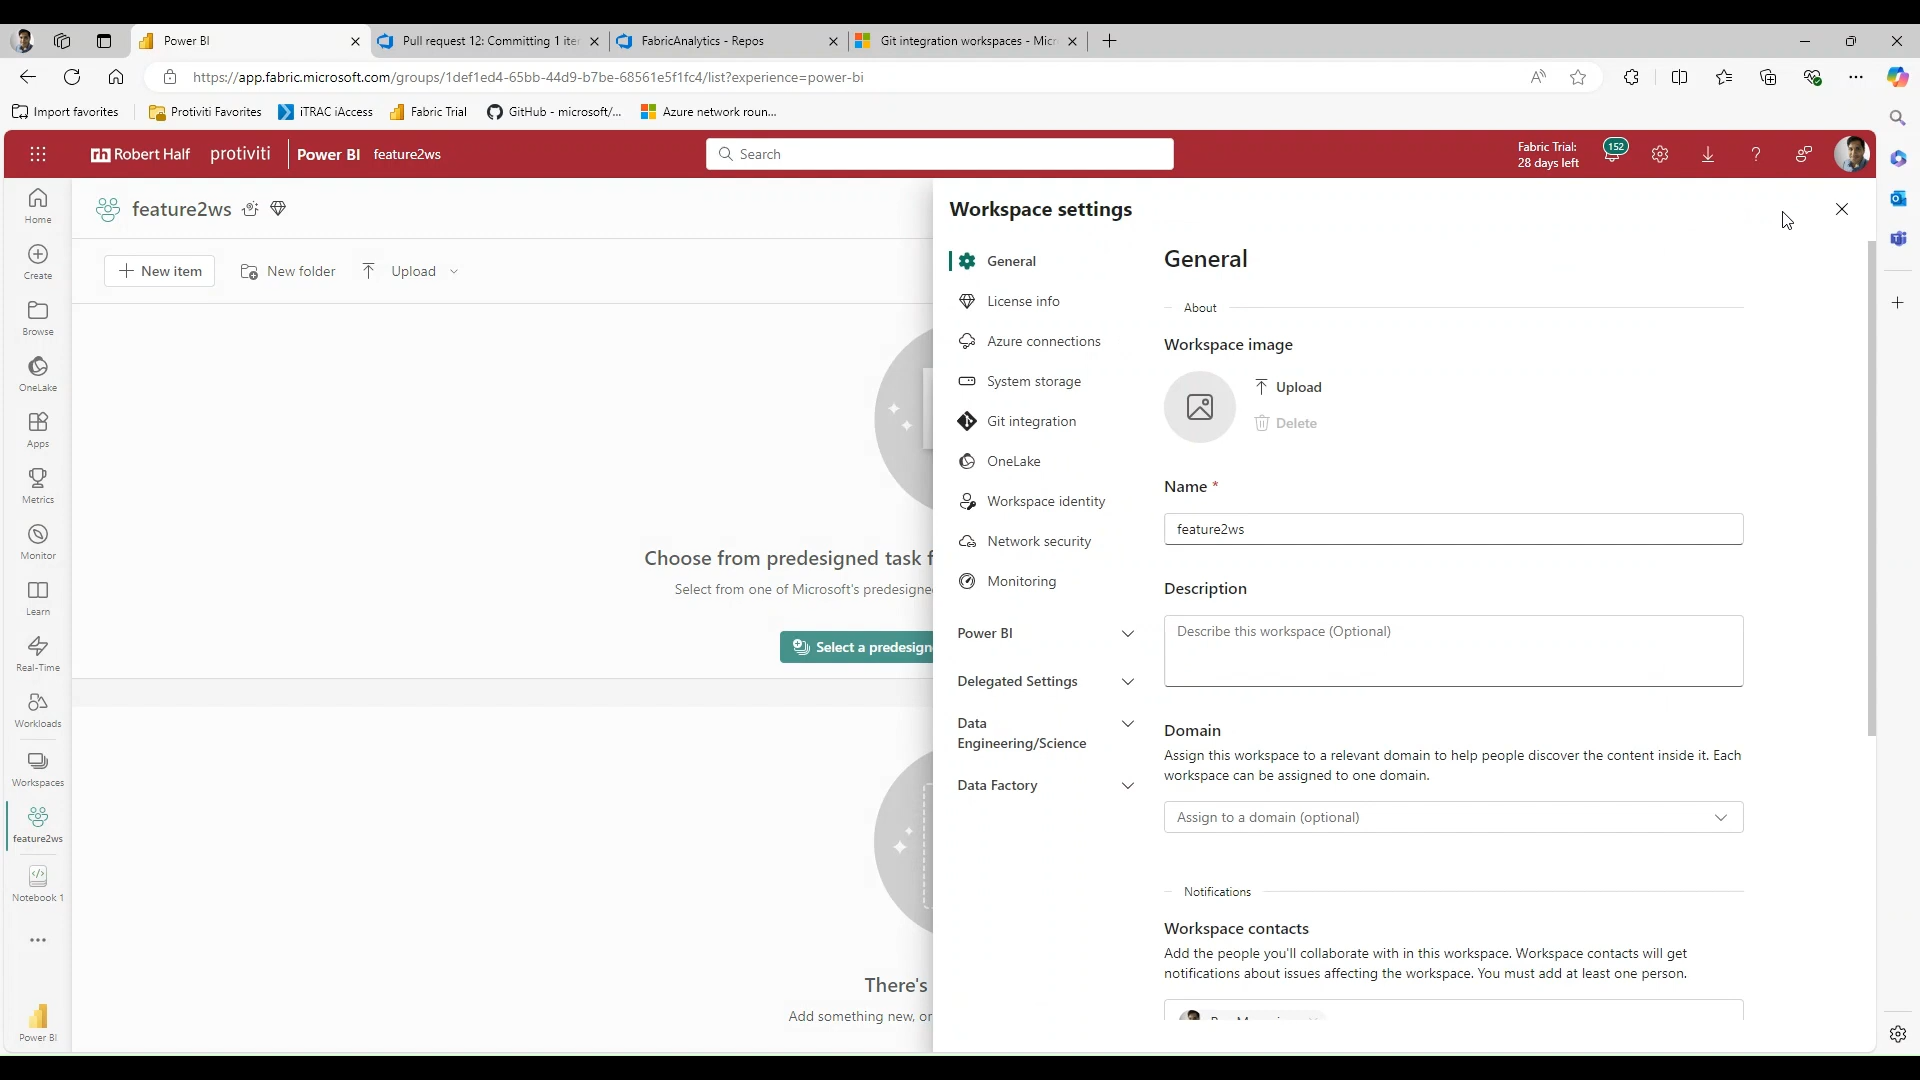 Power BI
Pull request 12: Committing 1 iter
FabricAnalytics - Repos
Git integration workspaces - Micr
https://app.fabric.microsoft.com/groups/1def1ed4-65bb-44d9-b7be-68561e5f1fc4/list?experience=power-bi
Import favorites
Protiviti Favorites
iTRAC iAccess
Fabric Trial
GitHub - microsoft/...
Azure network roun...
rh Robert Half
protiviti
Power BI
feature2ws
Search
Fabric Trial:
28 days left
152
Home
Create
Browse
OneLake
Apps
Metrics
Monitor
Learn
Real-Time
Workloads
Workspaces
feature2ws
Notebook 1
Power BI
feature2ws
New item
New folder
Upload
Choose from predesigned task f
Select from one of Microsoft's predesigne
Select a predesign
There's
Add something new, or
Workspace settings
General
License info
Azure connections
System storage
Git integration
OneLake
Workspace identity
Network security
Monitoring
Power BI
Delegated Settings
Data
Engineering/Science
Data Factory
General
About
Workspace image
Upload
Delete
Name *
feature2ws
Description
Describe this workspace (Optional)
Domain
Assign this workspace to a relevant domain to help people discover the content inside it. Each
workspace can be assigned to one domain.
Assign to a domain (optional)
Notifications
Workspace contacts
Add the people you'll collaborate with in this workspace. Workspace contacts will get
notifications about issues affecting the workspace. You must add at least one person.